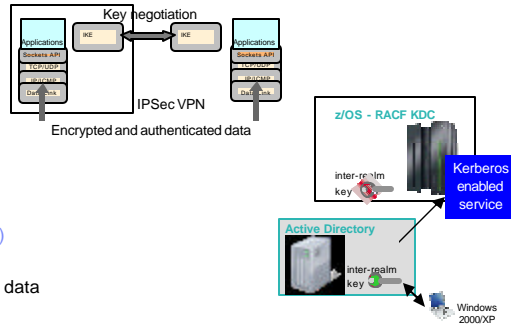 Key negotiation
Applications
IKE
IKE
Applications
Sockets API
Sockets API
TCP/UDP
TCP/UDP
IP/ICMP
IP/ICMP
Data Link
Data Link
IPSec VPN
Encrypted and authenticated data
z/OS - RACF KDC
Kerberos
enabled
service
inter-realm
key
)
Active Directory
data
inter-realm
key
Windows
2000/XP